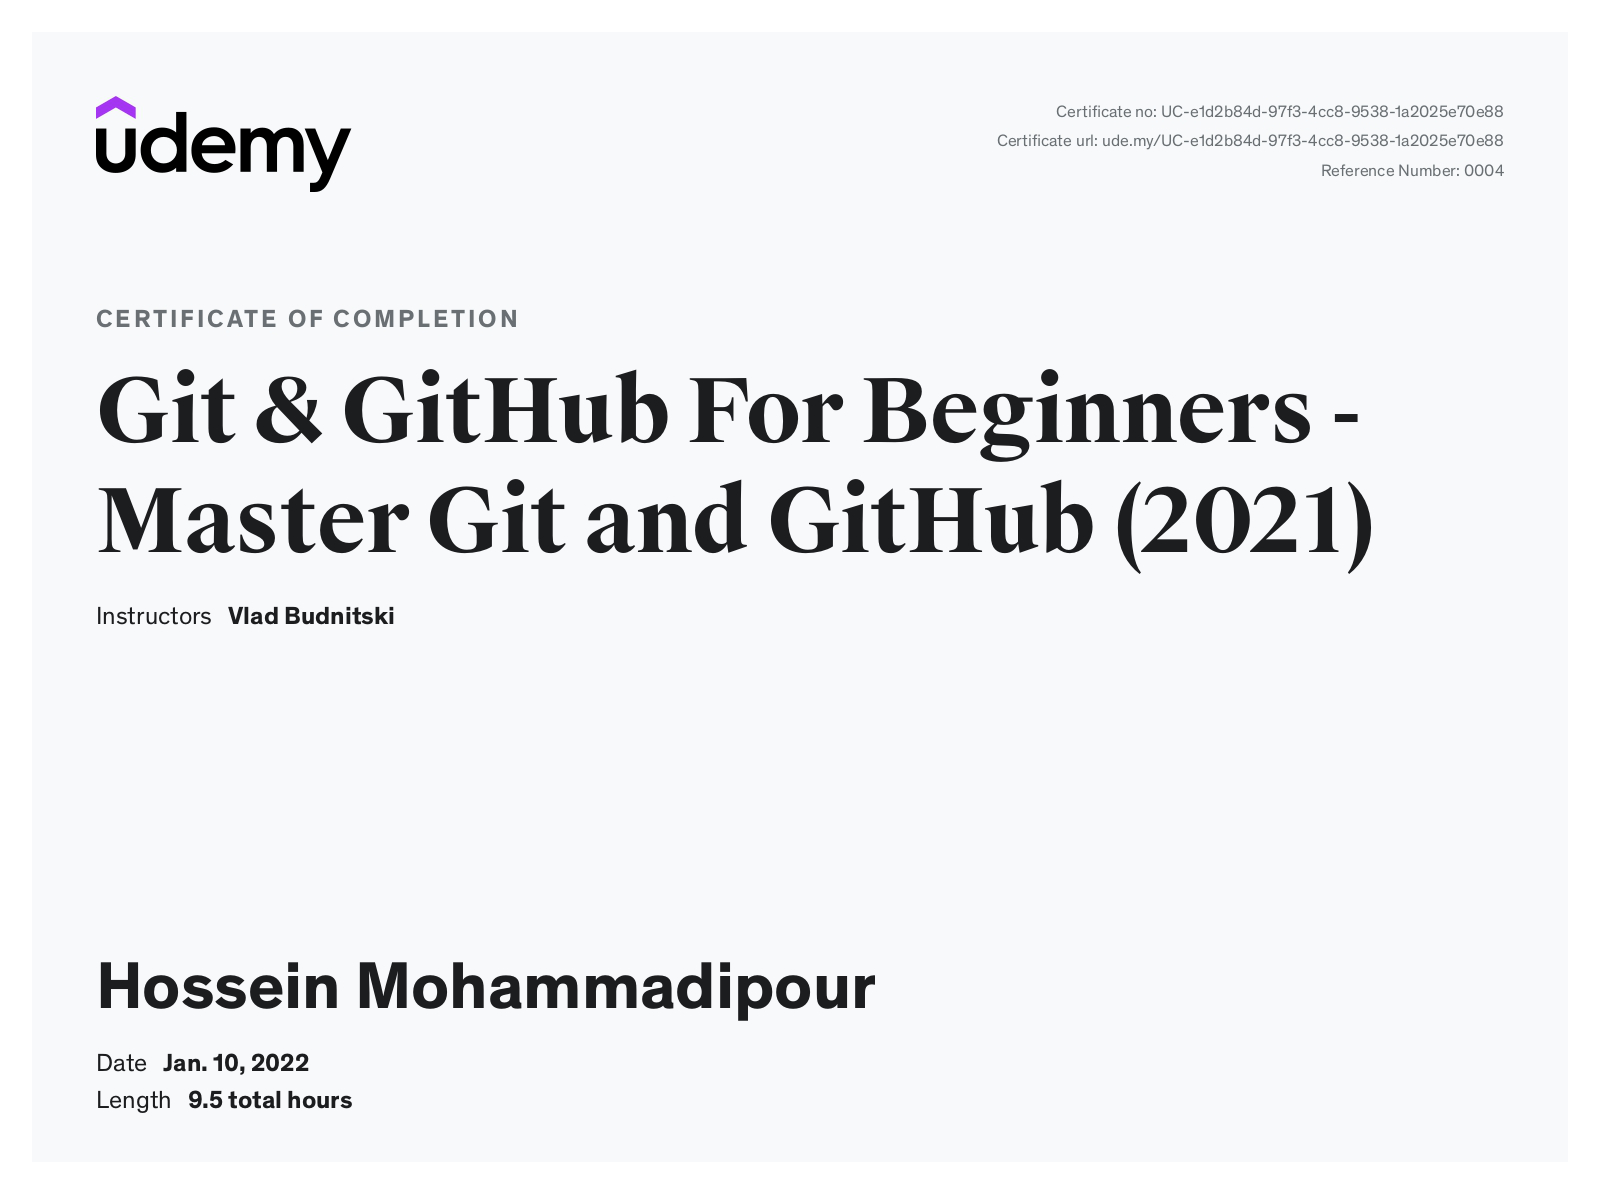 udemy
Certificate no: UC-e1d2b84d-97f3-4cc8-9538-1a2025e70e88
Certificate url: ude.my/UC-e1d2b84d-97f3-4cc8-9538-1a2025e70e88
Reference Number: 0004
CERTIFICATE OF COMPLETION
Git & GitHub For Beginners -
Master Git and GitHub (2021)
Instructors Vlad Budnitski
Hossein Mohammadipour
Date Jan. 10, 2022
Length 9.5 total hours